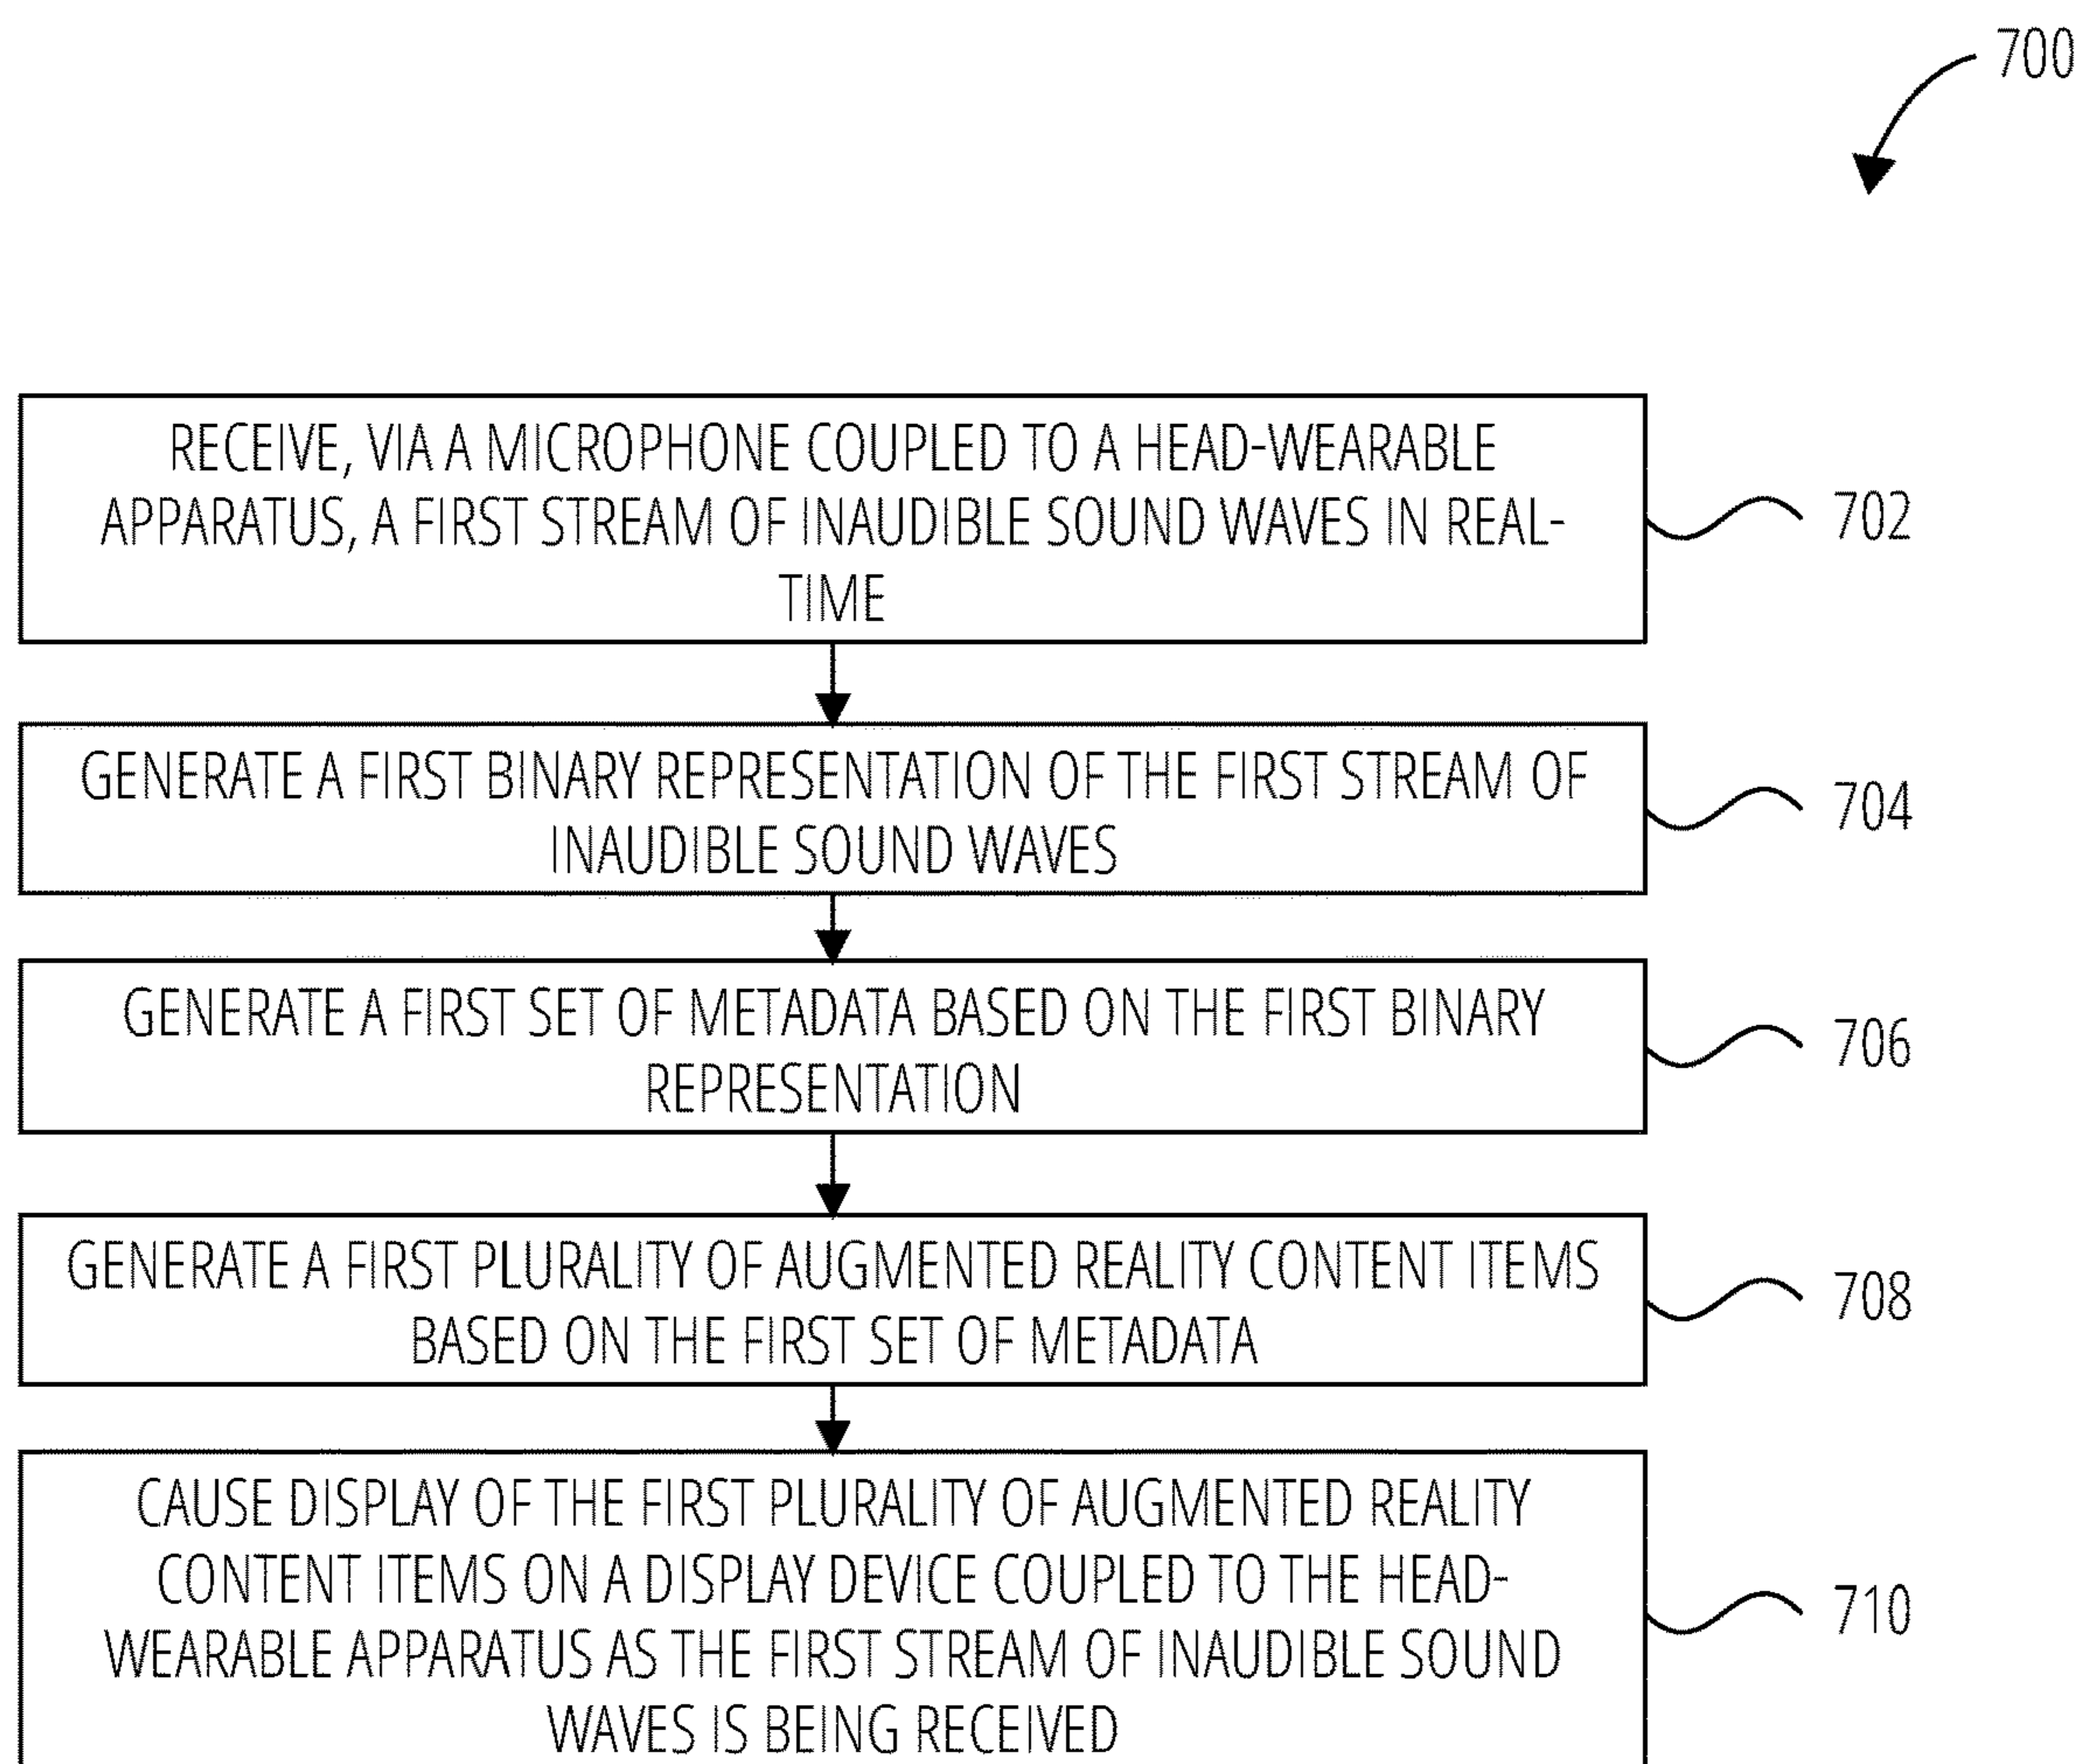 700
RECEIVE, VIA A MICROPHONE COUPLED TO A HEAD-WEARABLE
APPARATUS, A FIRST STREAM OF INAUDIBLE SOUND WAVES IN REAL-
TIME
702
GENERATE A FIRST BINARY REPRESENTATION OF THE FIRST STREAM OF
INAUDIBLE SOUND WAVES
704
GENERATE A FIRST SET OF METADATA BASED ON THE FIRST BINARY
REPRESENTATION
706
GENERATE A FIRST PLURALITY OF AUGMENTED REALITY CONTENT ITEMS
BASED ON THE FIRST SET OF METADATA
708
CAUSE DISPLAY OF THE FIRST PLURALITY OF AUGMENTED REALITY
CONTENT ITEMS ON A DISPLAY DEVICE COUPLED TO THE HEAD-
WEARABLE APPARATUS AS THE FIRST STREAM OF INAUDIBLE SOUND
WAVES IS BEING RECEIVED
710